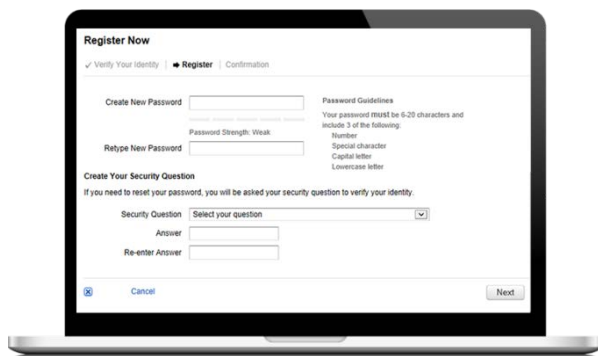 Register Now
Verify Your Identity | Register | Confirmation
Create New Password
Password Strength: Weak
Retype New Password
Password Guidelines
Your password must be 6-20 characters and
include 3 of the following:
Number
Special character
Capital letter
Lowercase letter
Create Your Security Question
If you need to reset your password, you will be asked your security question to verify your identity.
Security Question Select your question
Answer
Re-enter Answer
Cancel Next